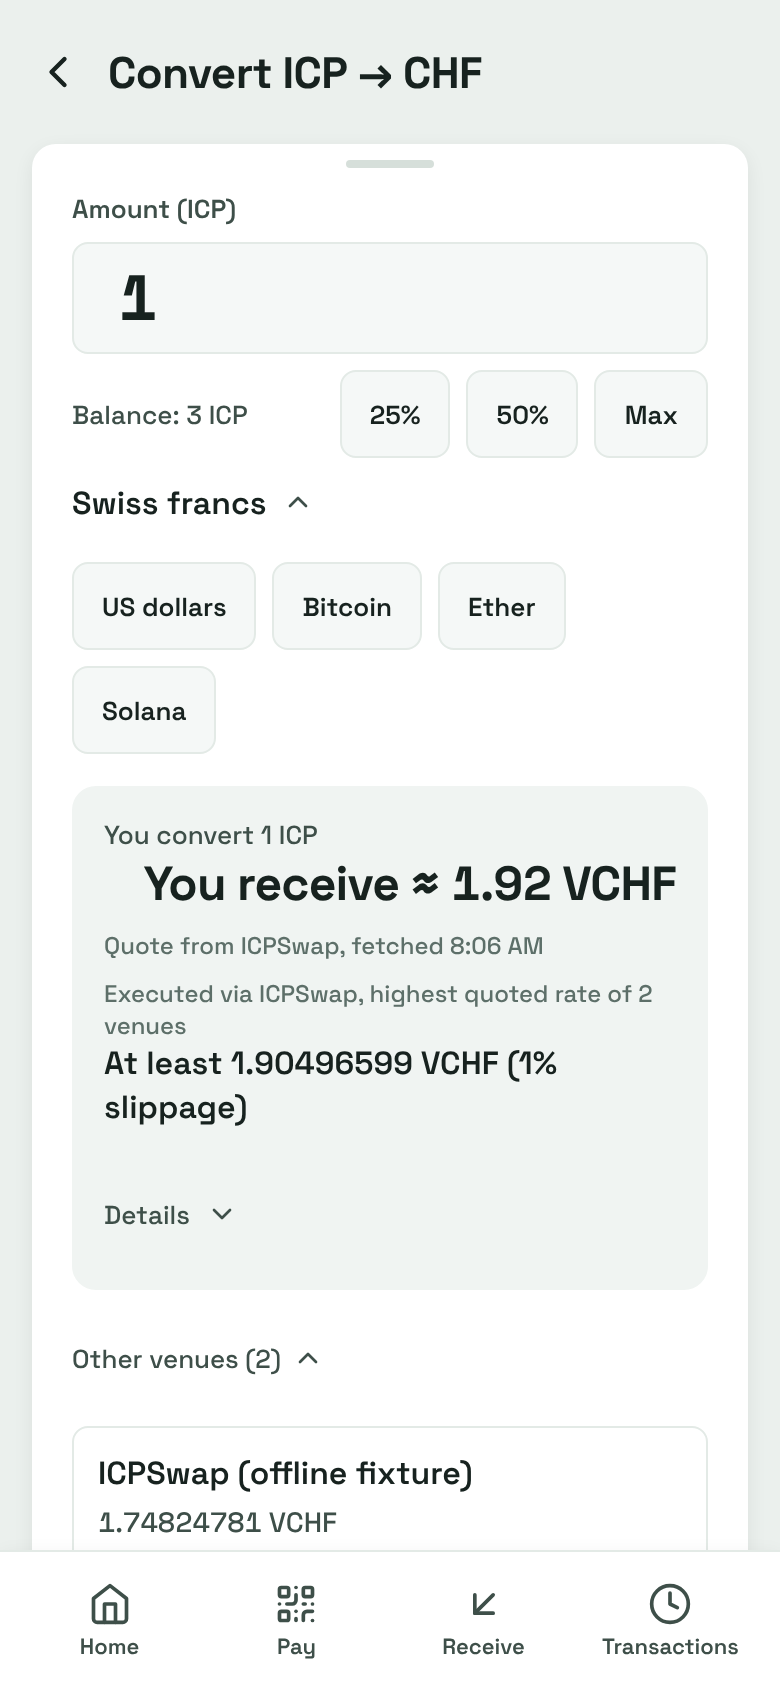 Convert ICP → CHF
Amount (ICP)
1
Balance: 3 ICP
25%
50%
Max
Swiss francs
US dollars
Bitcoin
Ether
Solana
You convert 1 ICP
You receive ≈ 1.92 VCHF
Quote from ICPSwap, fetched 8:06 AM
Executed via ICPSwap, highest quoted rate of 2
venues
At least 1.90496599 VCHF (1%
slippage)
Details
Other venues (2)
ICPSwap (offline fixture)
1.74824781 VCHF
Home
Pay
Receive
Transactions